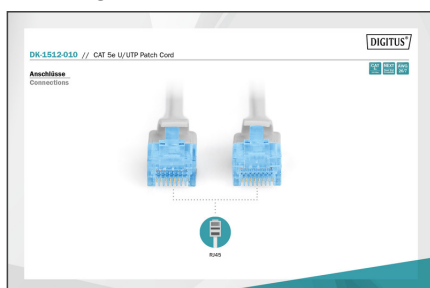 DIGITUS®
DK-1512-010 // CAT 5e U/UTP Patch Cord
Anschlüsse
Connections
RJ45